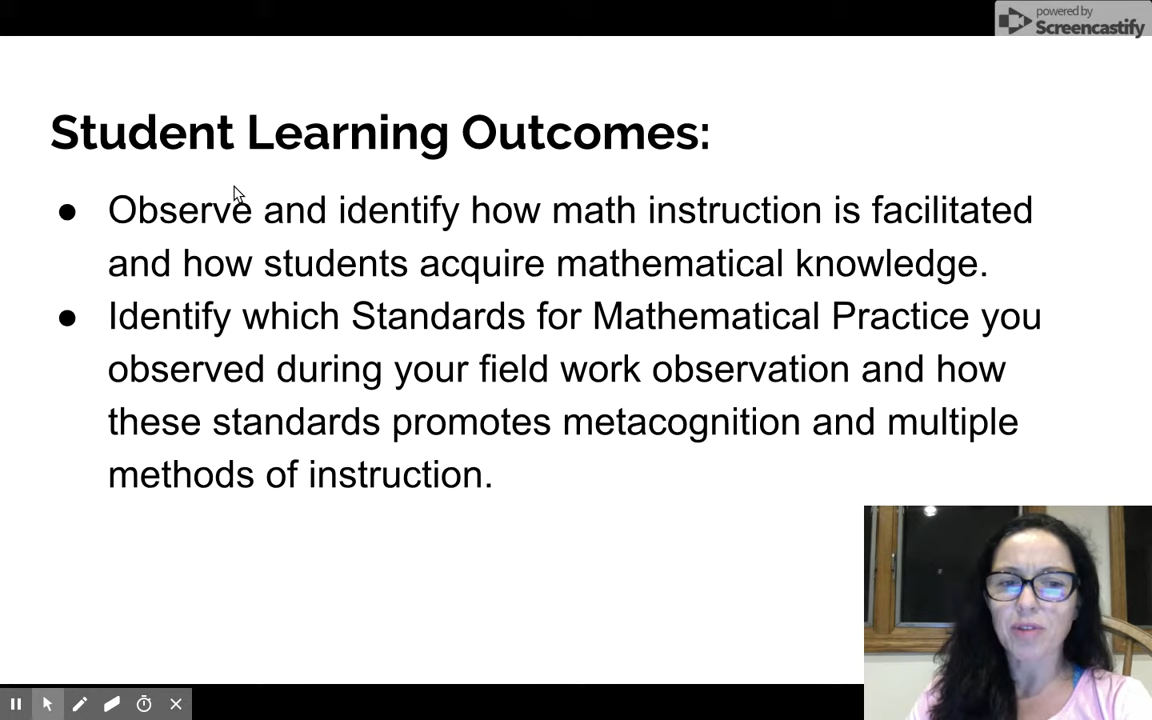 powered by
Screencastify
Student Learning Outcomes:
● Observe and identify how math instruction is facilitated
and how students acquire mathematical knowledge.
● Identify which Standards for Mathematical Practice you
observed during your field work observation and how
these standards promotes metacognition and multiple
methods of instruction.